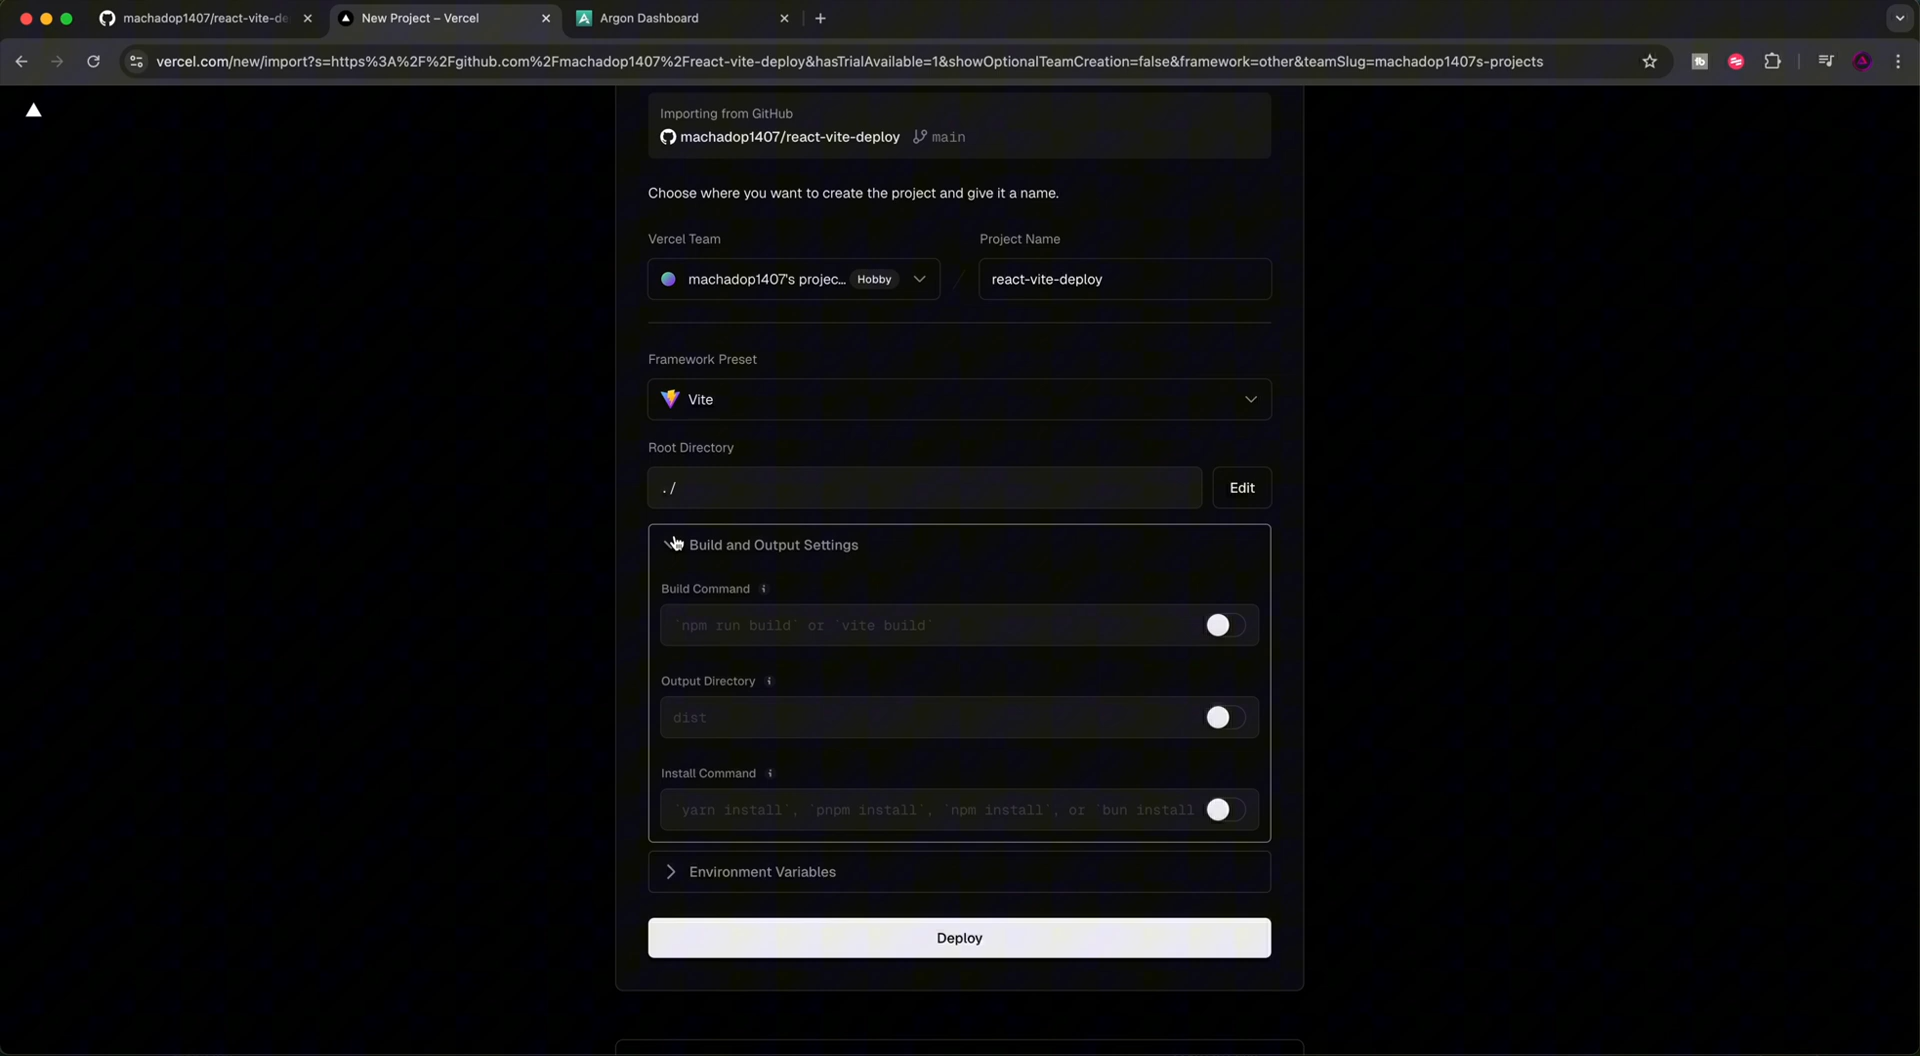 machadop1407/react-vite-de
New Project – Vercel
Argon Dashboard
vercel.com/new/import?s=https%3A%2F%2Fgithub.com%2Fmachadop1407%2Freact-vite-deploy&hasTrialAvailable=1&showOptionalTeamCreation=false&framework=other&teamSlug=machadop1407s-projects
Importing from GitHub
machadop1407/react-vite-deploy main
Choose where you want to create the project and give it a name.
Vercel Team
Project Name
machadop1407's projec... Hobby
/
react-vite-deploy
Framework Preset
Vite
Root Directory
./
Edit
Build and Output Settings
Build Command
`npm run build` or `vite build`
Output Directory
dist
Install Command
`yarn install`, `pnpm install`, `npm install`, or `bun install
Environment Variables
Deploy